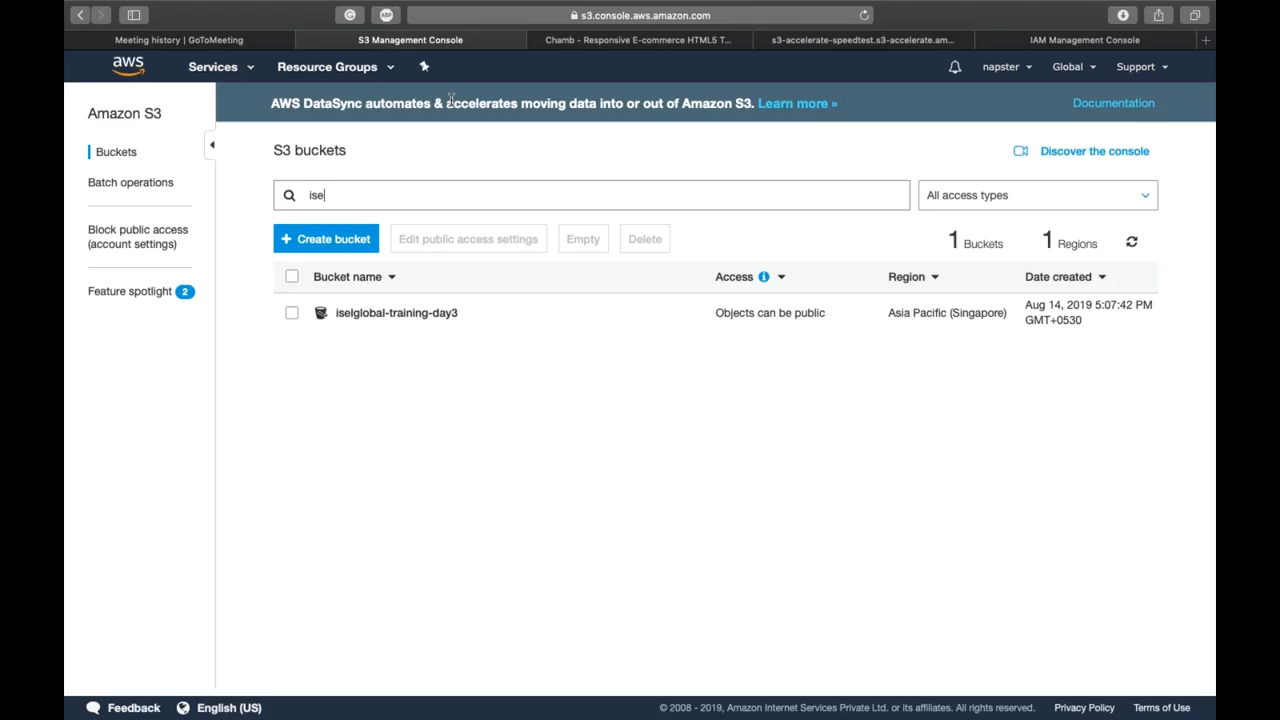 s3.console.aws.amazon.com
Meeting history | GoToMeeting
S3 Management Console
Chamb - Responsive E-commerce HTML5 T...
s3-accelerate-speedtest.s3-accelerate.am...
IAM Management Console
aws
Services
Resource Groups
napster
Global
Support
Amazon S3
Buckets
Batch operations
Block public access
(account settings)
Feature spotlight 2
AWS DataSync automates & accelerates moving data into or out of Amazon S3. Learn more »
Documentation
S3 buckets
Discover the console
ise
All access types
+ Create bucket
Edit public access settings
Empty
Delete
1 Buckets
1 Regions
Bucket name
Access
Region
Date created
iselglobal-training-day3
Objects can be public
Asia Pacific (Singapore)
Aug 14, 2019 5:07:42 PM
GMT+0530
Feedback
English (US)
© 2008 - 2019, Amazon Internet Services Private Ltd. or its affiliates. All rights reserved.
Privacy Policy
Terms of Use